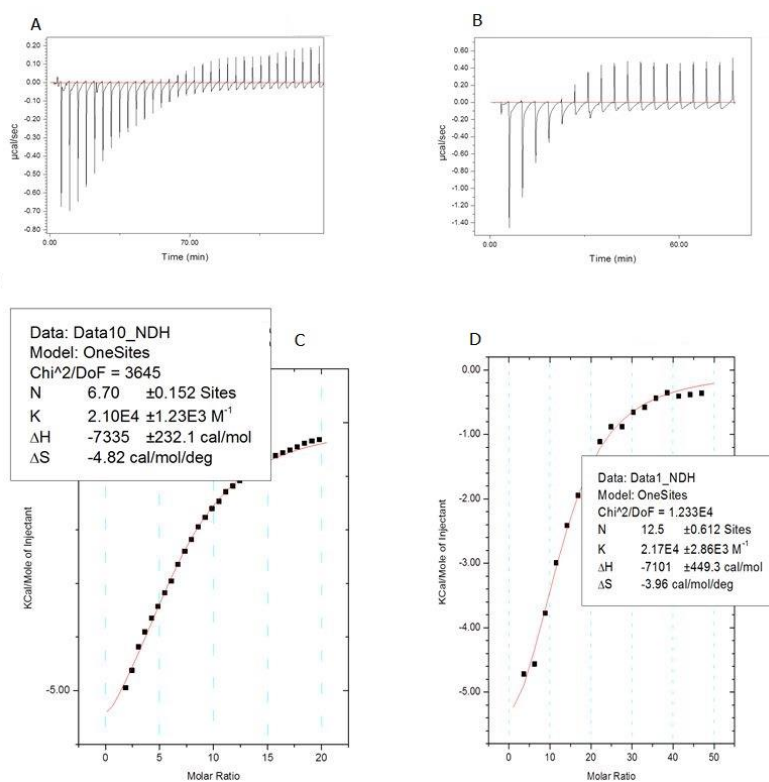 A
0.20
0.10
0.00
-0.10
-0.20
-0.30
-0.40
-0.50
-0.60
-0.70
-0.80
µcal/sec
0.00
70.00
Time (min)
B
0.60
0.40
0.20
0.00
-0.20
-0.40
-0.60
-0.80
-1.00
-1.20
-1.40
µcal/sec
0.00
60.00
Time (min)
C
Data: Data10_NDH
Model: OneSites
Chi^2/DoF = 3645
N 6.70 ±0.152 Sites
K 2.10E4 ±1.23E3 M⁻¹
ΔH -7335 ±232.1 cal/mol
ΔS -4.82 cal/mol/deg
KCal/Mole of Injectant
-5.00
0 5 10 15 20
Molar Ratio
D
0.00
-1.00
-2.00
-3.00
-4.00
-5.00
KCal/Mole of Injectant
Data: Data1_NDH
Model: OneSites
Chi^2/DoF = 1.233E4
N 12.5 ±0.612 Sites
K 2.17E4 ±2.86E3 M⁻¹
ΔH -7101 ±449.3 cal/mol
ΔS -3.96 cal/mol/deg
0 10 20 30 40 50
Molar Ratio